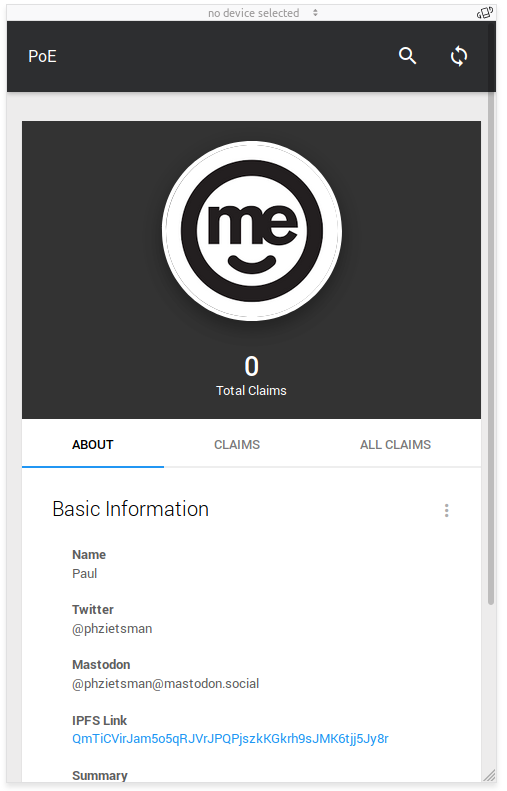 no device selected
PoE
me
0
Total Claims
ABOUT
CLAIMS
ALL CLAIMS
Basic Information
Name
Paul
Twitter
@phzietsman
Mastodon
@phzietsman@mastodon.social
IPFS Link
QmTiCVirJam5o5qRJVrJPQPjszkKGkrh9sJMK6tjj5Jy8r
Summary